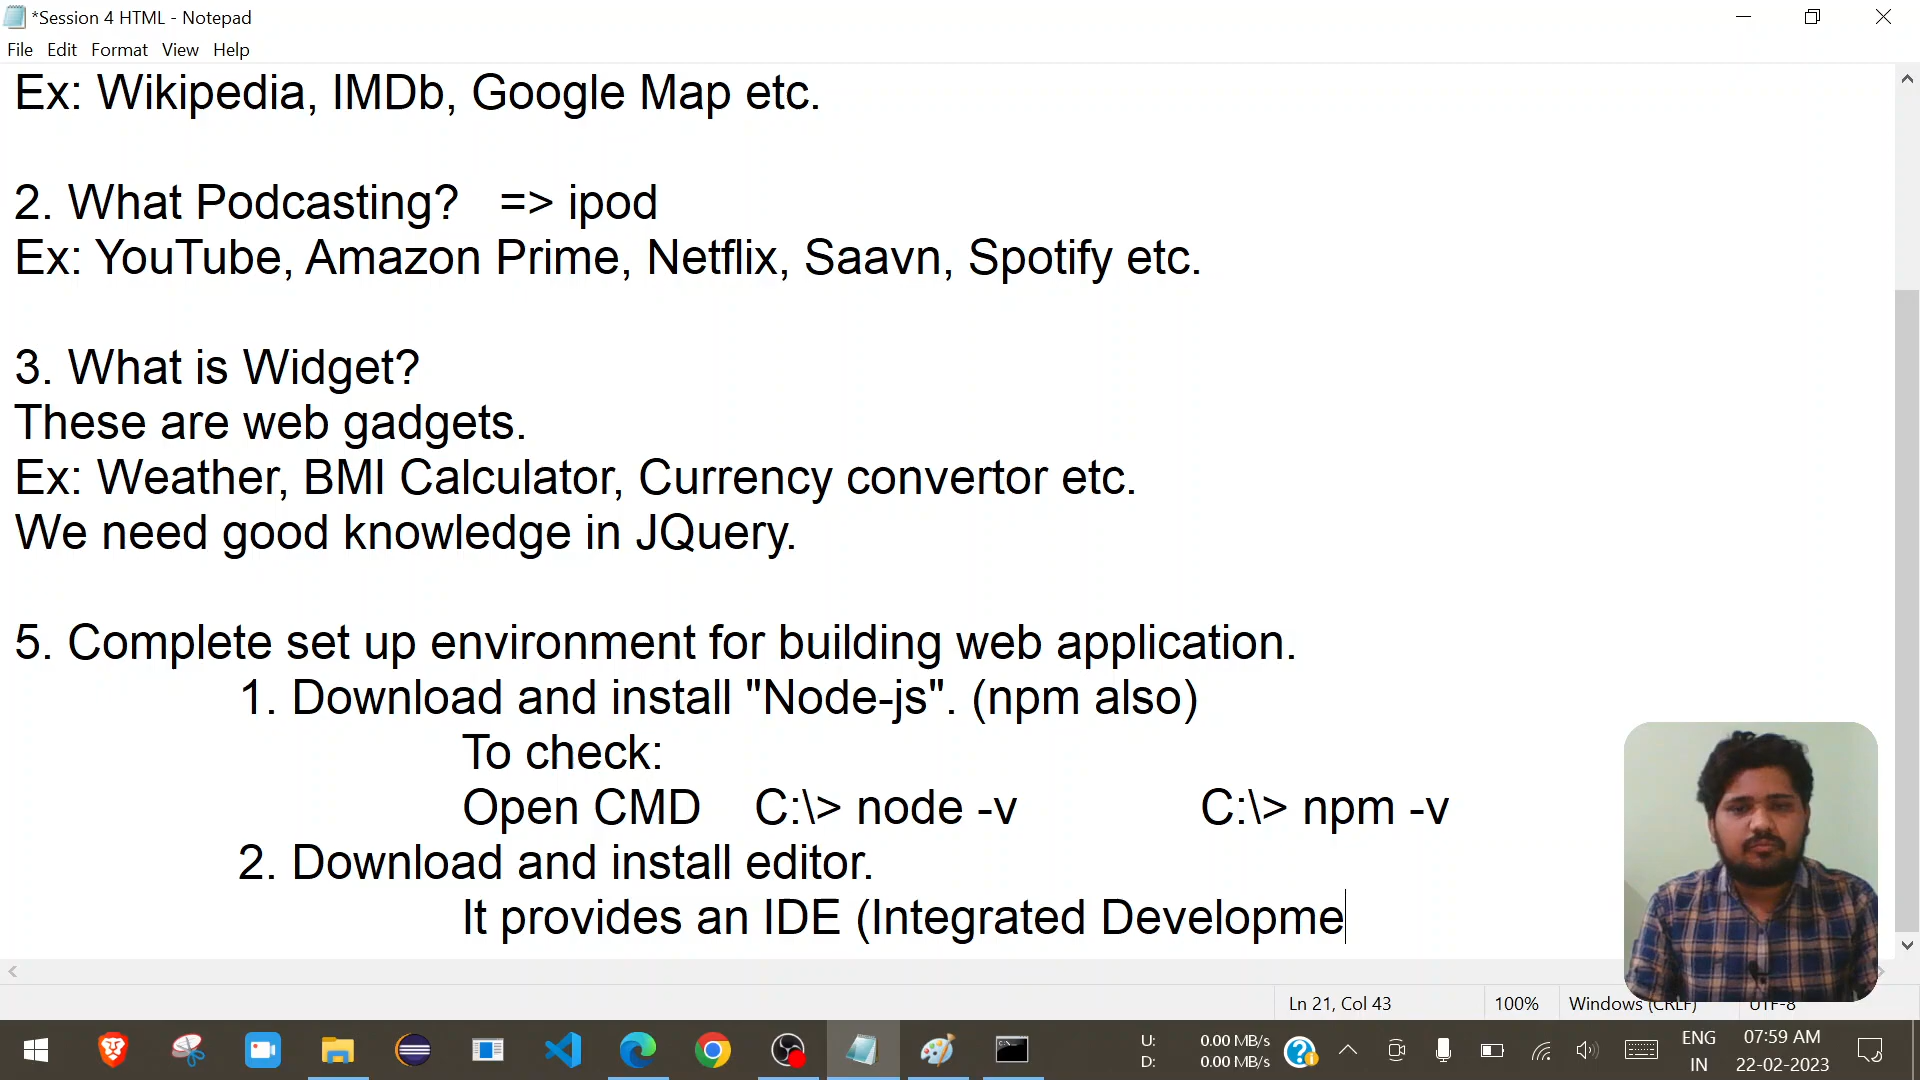 *Session 4 HTML - Notepad
File Edit Format View Help
Ex: Wikipedia, IMDb, Google Map etc.
2. What Podcasting? => ipod
Ex: YouTube, Amazon Prime, Netflix, Saavn, Spotify etc.
3. What is Widget?
These are web gadgets.
Ex: Weather, BMI Calculator, Currency convertor etc.
We need good knowledge in JQuery.
5. Complete set up environment for building web application.
1. Download and install "Node-js". (npm also)
To check:
Open CMD C:\> node -v C:\> npm -v
2. Download and install editor.
It provides an IDE (Integrated Developme
Ln 21, Col 43 100% Windows (CRLF) UTF-8
U: 0.00 MB/s
D: 0.00 MB/s
ENG
IN
07:59 AM
22-02-2023